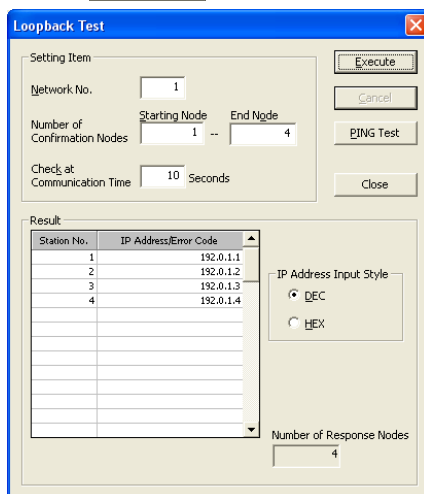 Loopback Test
Setting Item
Network No.
1
Starting Node
End Node
Number of
Confirmation Nodes
1 -- 4
Check at
Communication Time
10 Seconds
Execute
Cancel
PING Test
Close
Result
Station No. IP Address/Error Code
1 192.0.1.1
2 192.0.1.2
3 192.0.1.3
4 192.0.1.4
IP Address Input Style
DEC
HEX
Number of Response Nodes
4